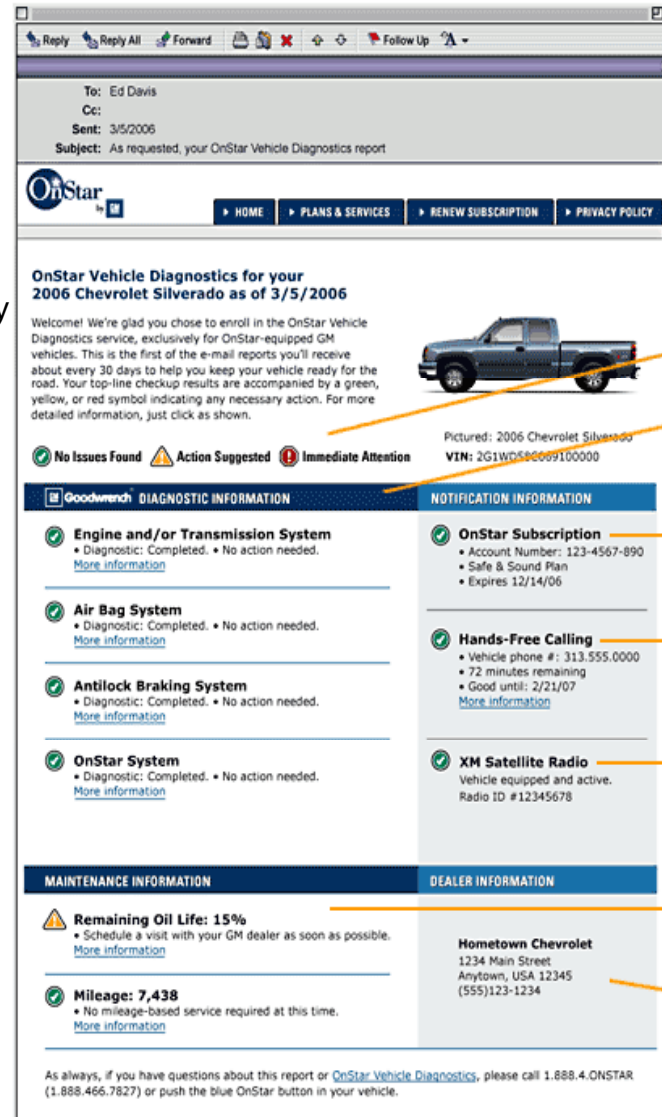 Reply Reply All Forward Follow Up A
To: Ed Davis
Cc:
Sent: 3/5/2006
Subject: As requested, your OnStar Vehicle Diagnostics report
OnStar
by GM
HOME PLANS & SERVICES RENEW SUBSCRIPTION PRIVACY POLICY
OnStar Vehicle Diagnostics for your
2006 Chevrolet Silverado as of 3/5/2006
y
Welcome! We're glad you chose to enroll in the OnStar Vehicle
Diagnostics service, exclusively for OnStar-equipped GM
vehicles. This is the first of the e-mail reports you'll receive
about every 30 days to help you keep your vehicle ready for the
road. Your top-line checkup results are accompanied by a green,
yellow, or red symbol indicating any necessary action. For more
detailed information, just click as shown.
Pictured: 2006 Chevrolet Silverado
VIN: 2G1WD58C669100000
No Issues Found Action Suggested Immediate Attention
GM Goodwrench DIAGNOSTIC INFORMATION
Engine and/or Transmission System
• Diagnostic: Completed. • No action needed.
More information
Air Bag System
• Diagnostic: Completed. • No action needed.
More information
Antilock Braking System
• Diagnostic: Completed. • No action needed.
More information
OnStar System
• Diagnostic: Completed. • No action needed.
More information
NOTIFICATION INFORMATION
OnStar Subscription
• Account Number: 123-4567-890
• Safe & Sound Plan
• Expires 12/14/06
Hands-Free Calling
• Vehicle phone #: 313.555.0000
• 72 minutes remaining
• Good until: 2/21/07
More information
XM Satellite Radio
Vehicle equipped and active.
Radio ID #12345678
MAINTENANCE INFORMATION
Remaining Oil Life: 15%
• Schedule a visit with your GM dealer as soon as possible.
More information
Mileage: 7,438
• No mileage-based service required at this time.
More information
DEALER INFORMATION
Hometown Chevrolet
1234 Main Street
Anytown, USA 12345
(555)123-1234
As always, if you have questions about this report or OnStar Vehicle Diagnostics, please call 1.888.4.ONSTAR
(1.888.466.7827) or push the blue OnStar button in your vehicle.